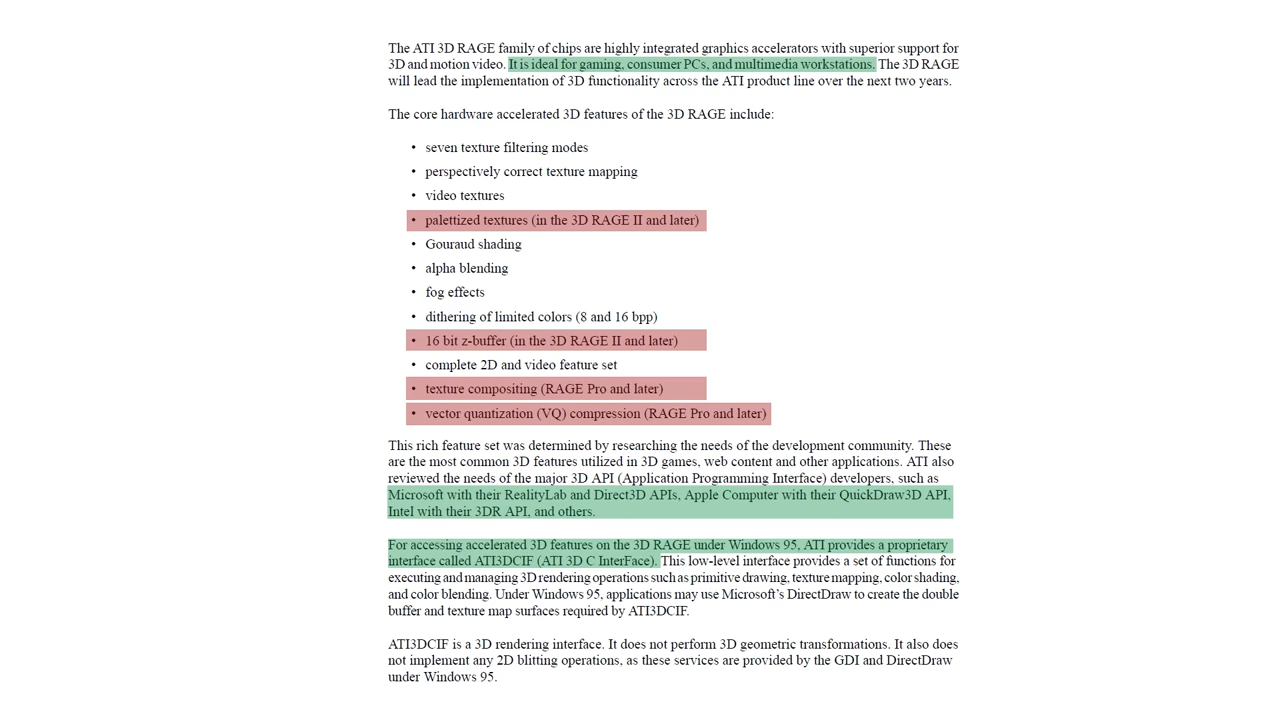 The ATI 3D RAGE family of chips are highly integrated graphics accelerators with superior support for
3D and motion video. It is ideal for gaming, consumer PCs, and multimedia workstations. The 3D RAGE
will lead the implementation of 3D functionality across the ATI product line over the next two years.
The core hardware accelerated 3D features of the 3D RAGE include:
• seven texture filtering modes
• perspectively correct texture mapping
• video textures
• palettized textures (in the 3D RAGE II and later)
• Gouraud shading
• alpha blending
• fog effects
• dithering of limited colors (8 and 16 bpp)
• 16 bit z-buffer (in the 3D RAGE II and later)
• complete 2D and video feature set
• texture compositing (RAGE Pro and later)
• vector quantization (VQ) compression (RAGE Pro and later)
This rich feature set was determined by researching the needs of the development community. These
are the most common 3D features utilized in 3D games, web content and other applications. ATI also
reviewed the needs of the major 3D API (Application Programming Interface) developers, such as
Microsoft with their RealityLab and Direct3D APIs, Apple Computer with their QuickDraw3D API,
Intel with their 3DR API, and others.
For accessing accelerated 3D features on the 3D RAGE under Windows 95, ATI provides a proprietary
interface called ATI3DCIF (ATI 3D C InterFace). This low-level interface provides a set of functions for
executing and managing 3D rendering operations such as primitive drawing, texture mapping, color shading,
and color blending. Under Windows 95, applications may use Microsoft's DirectDraw to create the double
buffer and texture map surfaces required by ATI3DCIF.
ATI3DCIF is a 3D rendering interface. It does not perform 3D geometric transformations. It also does
not implement any 2D blitting operations, as these services are provided by the GDI and DirectDraw
under Windows 95.